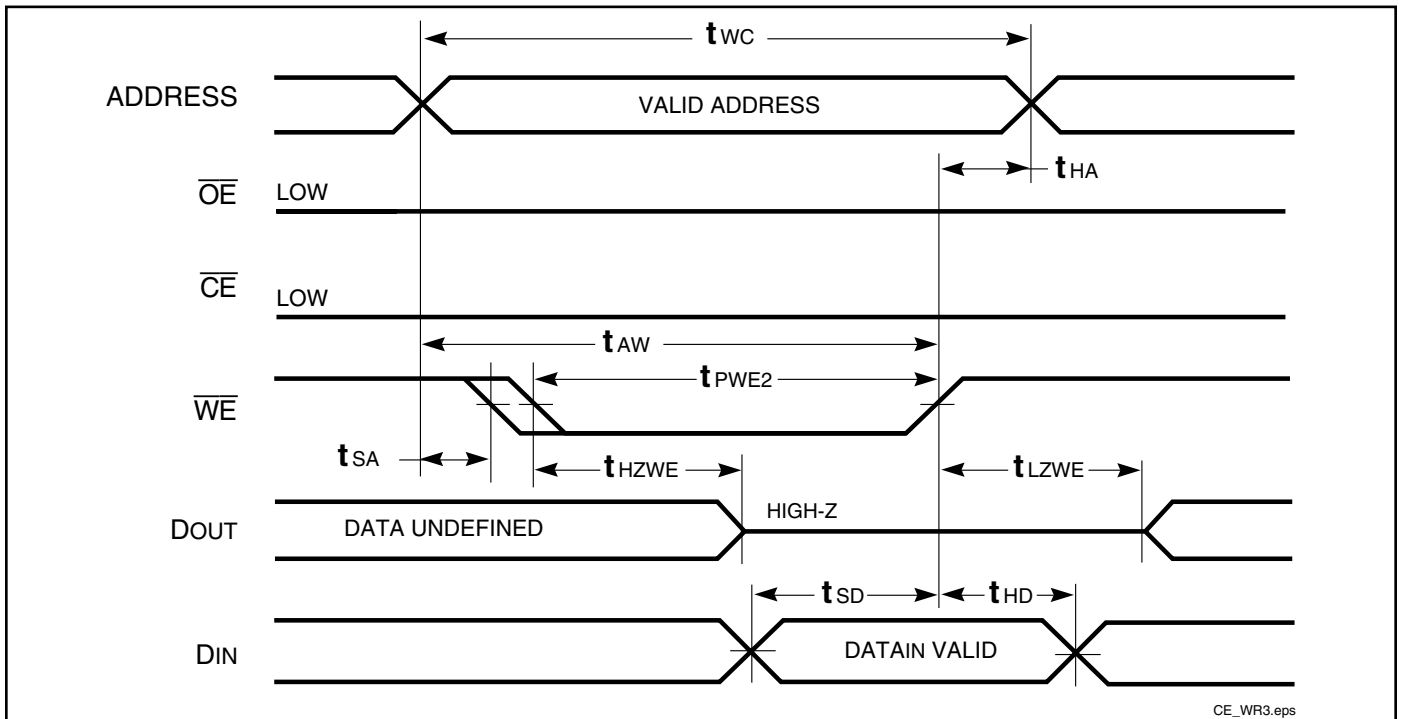 tWC
ADDRESS VALID ADDRESS
tHA
OE LOW
CE LOW
tAW
tPWE2
WE
tSA tHZWE tLZWE
DOUT DATA UNDEFINED HIGH-Z
tSD tHD
DIN DATAIN VALID
CE_WR3.eps